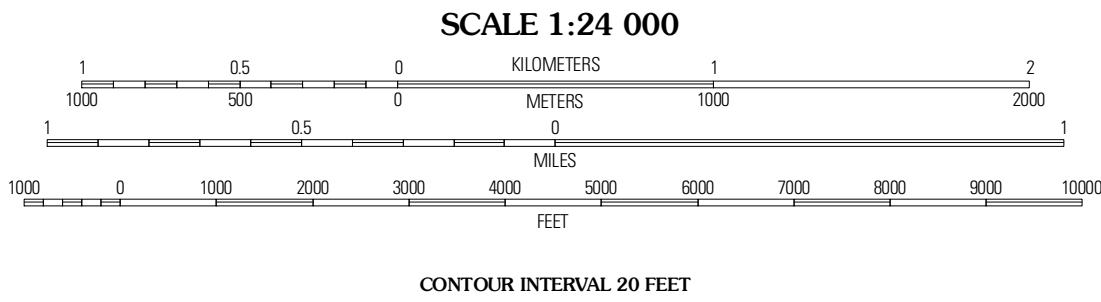 SCALE 1:24 000
1 0.5 0 KILOMETERS 1 2
1000 500 0 METERS 1000 2000
1 0.5 0 1
MILES
1000 0 1000 2000 3000 4000 5000 6000 7000 8000 9000 10000
FEET
CONTOUR INTERVAL 20 FEET